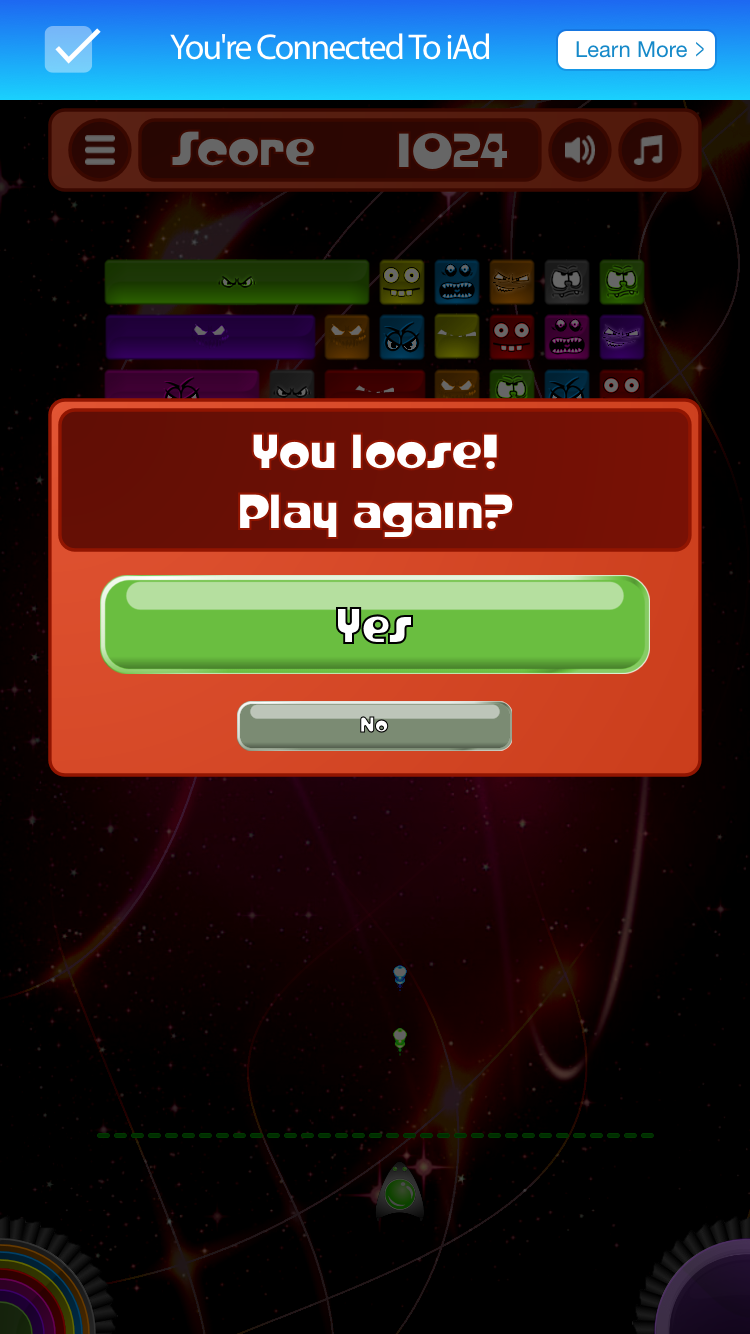 You're Connected To iAd
Learn More >
Score 1024
You loose!
Play again?
Yes
No